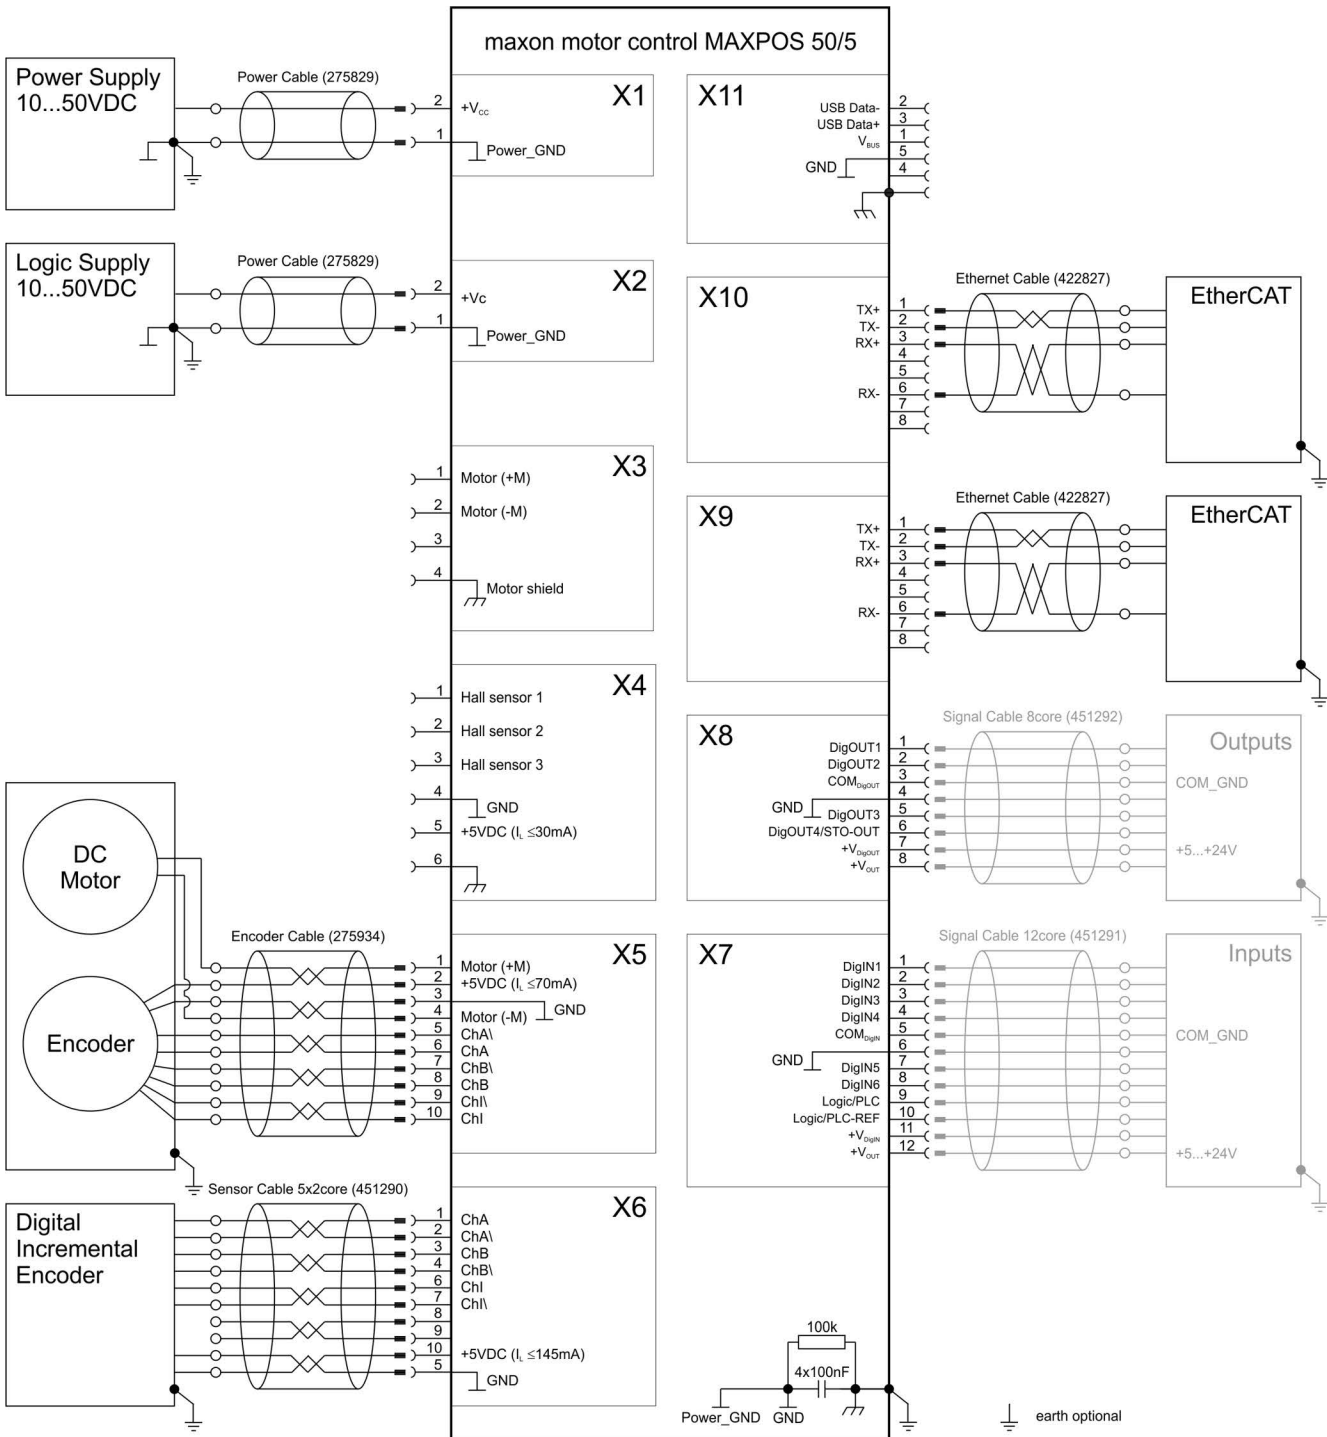 maxon motor control MAXPOS 50/5
Power Supply
10...50VDC
Power Cable (275829)
X1
2
+Vcc
1
Power_GND
Logic Supply
10...50VDC
Power Cable (275829)
X2
2
+Vc
1
Power_GND
X3
1
Motor (+M)
2
Motor (-M)
3
4
Motor shield
X4
1
Hall sensor 1
2
Hall sensor 2
3
Hall sensor 3
4
GND
5
+5VDC (IL ≤30mA)
6
DC
Motor
Encoder
Encoder Cable (275934)
X5
1
Motor (+M)
2
+5VDC (IL ≤70mA)
3
GND
4
Motor (-M)
5
ChA\
6
ChA
7
ChB\
8
ChB
9
ChI\
10
ChI
Digital
Incremental
Encoder
Sensor Cable 5x2core (451290)
X6
1
ChA
2
ChA\
3
ChB
4
ChB\
6
ChI
7
ChI\
8
9
10
+5VDC (IL ≤145mA)
5
GND
X11
USB Data-
2
USB Data+
3
VBUS
1
GND
5
4
X10
Ethernet Cable (422827)
EtherCAT
TX+
1
TX-
2
RX+
3
4
5
RX-
6
7
8
X9
Ethernet Cable (422827)
EtherCAT
TX+
1
TX-
2
RX+
3
4
5
RX-
6
7
8
X8
Signal Cable 8core (451292)
Outputs
DigOUT1
1
DigOUT2
2
COMDigOUT
3
COM_GND
GND
4
DigOUT3
5
DigOUT4/STO-OUT
6
+VDigOUT
7
+5...+24V
+VOUT
8
X7
Signal Cable 12core (451291)
Inputs
DigIN1
1
DigIN2
2
DigIN3
3
DigIN4
4
COMDigIN
5
COM_GND
GND
6
DigIN5
7
DigIN6
8
Logic/PLC
9
Logic/PLC-REF
10
+VDigIN
11
+VOUT
12
+5...+24V
100k
4x100nF
Power_GND
GND
earth optional